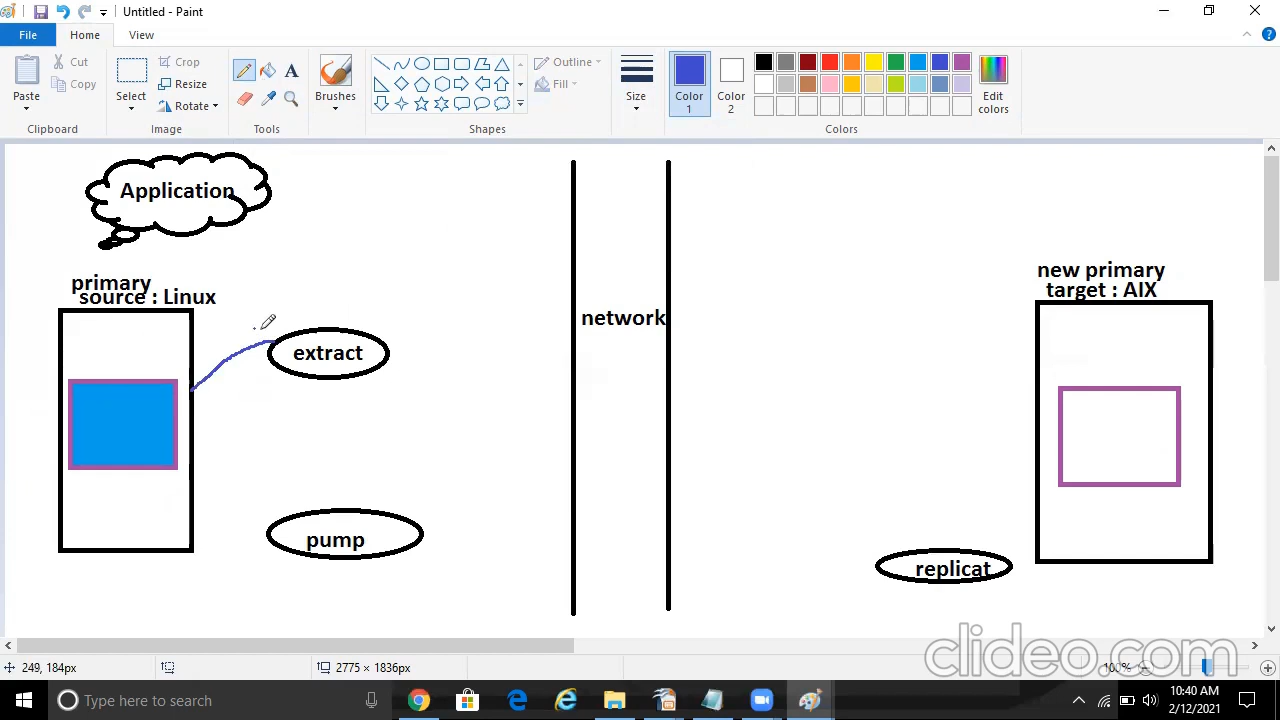 Untitled - Paint
File
Home
View
Paste
Cut
Copy
Clipboard
Select
Crop
Resize
Rotate
Image
A
Tools
Brushes
Shapes
Outline
Fill
Size
Color 1
Color 2
Edit colors
Colors
Application
primary
source : Linux
extract
pump
network
new primary
target : AIX
replicat
249, 184px
2775 × 1836px
100%
clideo.com
Type here to search
10:40 AM
2/12/2021